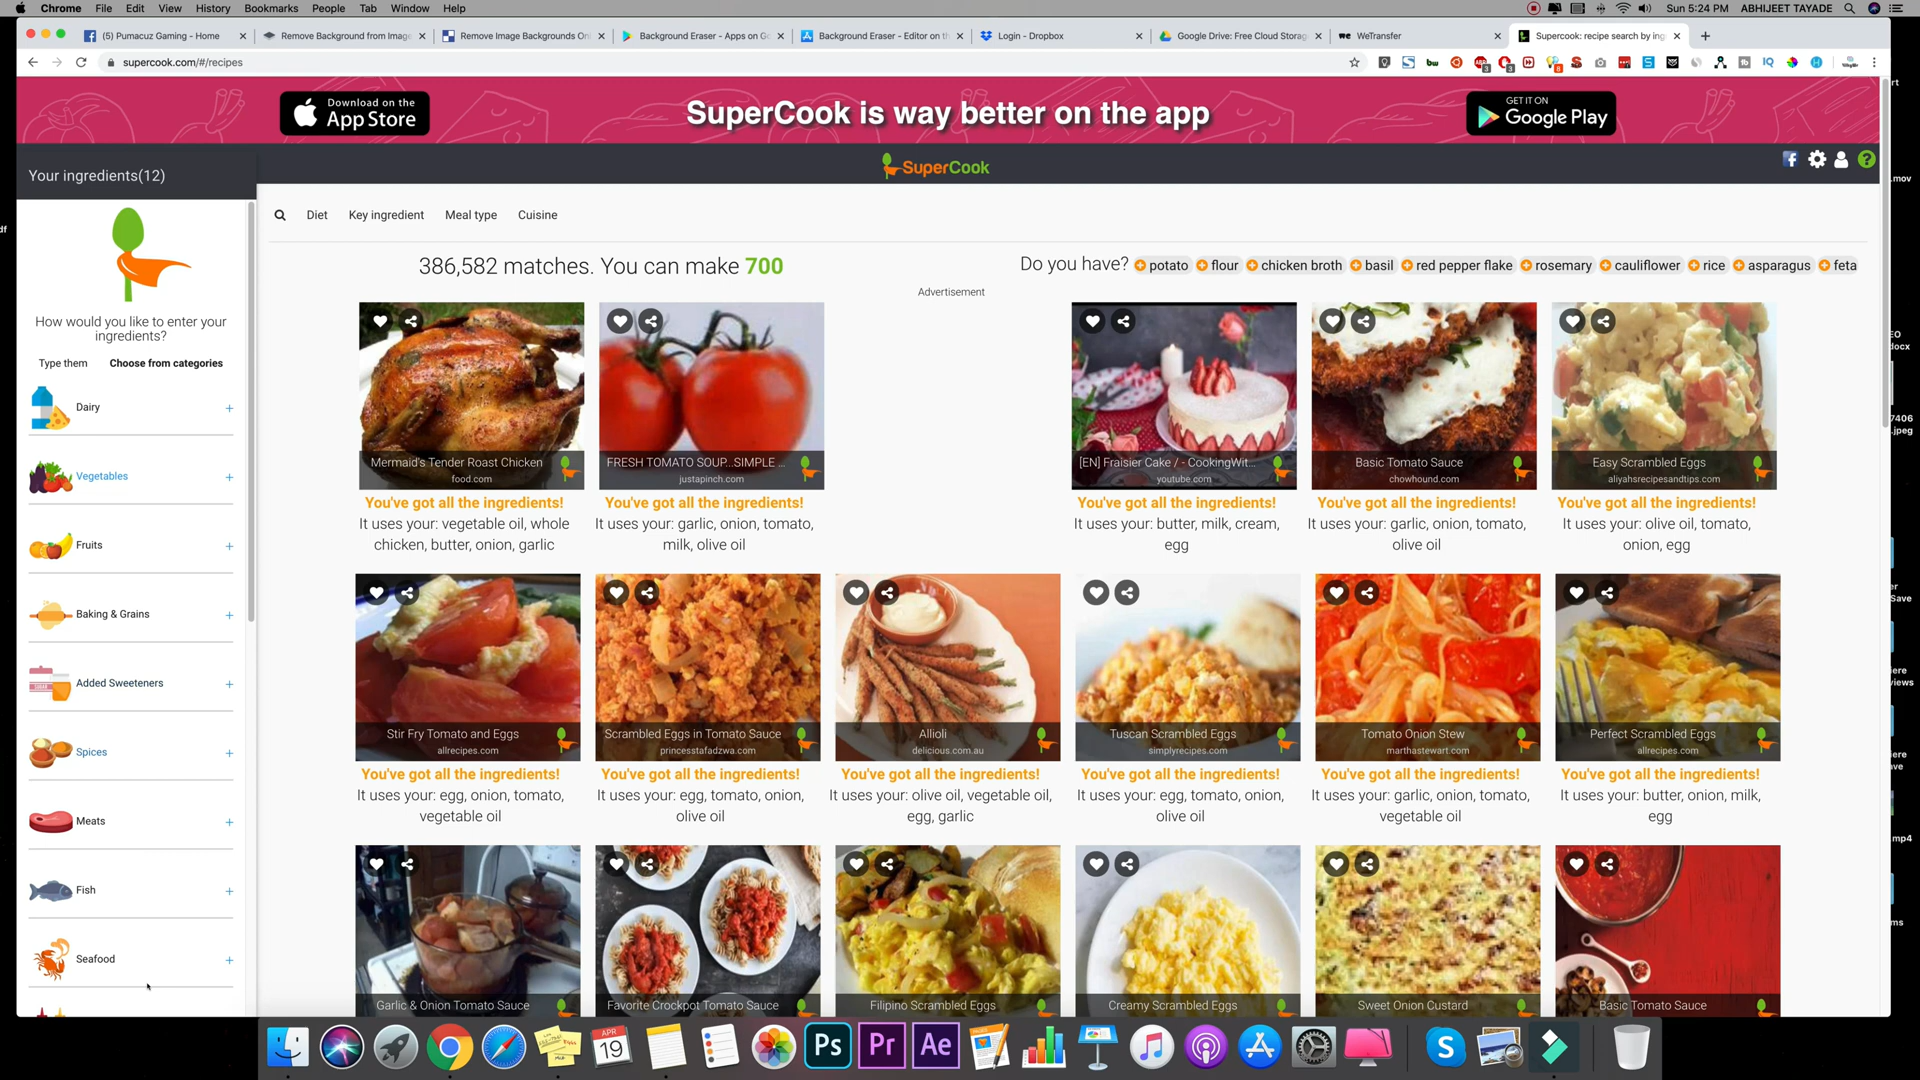 Chrome File Edit View History Bookmarks People Tab Window Help
Sun 5:24 PM ABHIJEET TAYADE
(5) Pumacuz Gaming - Home
Remove Background from Image
Remove Image Backgrounds On
Background Eraser - Apps on G
Background Eraser - Editor on th
Login - Dropbox
Google Drive: Free Cloud Storag
WeTransfer
Supercook: recipe search by ing
supercook.com/#/recipes
Download on the
App Store
SuperCook is way better on the app
GET IT ON
Google Play
Your ingredients(12)
SuperCook
How would you like to enter your
ingredients?
Type them Choose from categories
Dairy
Vegetables
Fruits
Baking & Grains
Added Sweeteners
Spices
Meats
Fish
Seafood
Diet Key ingredient Meal type Cuisine
386,582 matches. You can make 700
Do you have? potato flour chicken broth basil red pepper flake rosemary cauliflower rice asparagus feta
Advertisement
Mermaid's Tender Roast Chicken
food.com
You've got all the ingredients!
It uses your: vegetable oil, whole
chicken, butter, onion, garlic
FRESH TOMATO SOUP...SIMPLE ...
justapinch.com
You've got all the ingredients!
It uses your: garlic, onion, tomato,
milk, olive oil
[EN] Fraisier Cake / - CookingWit...
youtube.com
You've got all the ingredients!
It uses your: butter, milk, cream,
egg
Basic Tomato Sauce
chowhound.com
You've got all the ingredients!
It uses your: garlic, onion, tomato,
olive oil
Easy Scrambled Eggs
aliyahsrecipesandtips.com
You've got all the ingredients!
It uses your: olive oil, tomato,
onion, egg
Stir Fry Tomato and Eggs
allrecipes.com
You've got all the ingredients!
It uses your: egg, onion, tomato,
vegetable oil
Scrambled Eggs in Tomato Sauce
princesstafadzwa.com
You've got all the ingredients!
It uses your: egg, tomato, onion,
olive oil
Allioli
delicious.com.au
You've got all the ingredients!
It uses your: olive oil, vegetable oil,
egg, garlic
Tuscan Scrambled Eggs
simplyrecipes.com
You've got all the ingredients!
It uses your: egg, tomato, onion,
olive oil
Tomato Onion Stew
marthastewart.com
You've got all the ingredients!
It uses your: garlic, onion, tomato,
vegetable oil
Perfect Scrambled Eggs
allrecipes.com
You've got all the ingredients!
It uses your: butter, onion, milk,
egg
Garlic & Onion Tomato Sauce
Favorite Crockpot Tomato Sauce
Filipino Scrambled Eggs
Creamy Scrambled Eggs
Sweet Onion Custard
Basic Tomato Sauce
.mov
docx
7406
.jpeg
Save
views
.mp4
APR
19
Ps
Pr
Ae